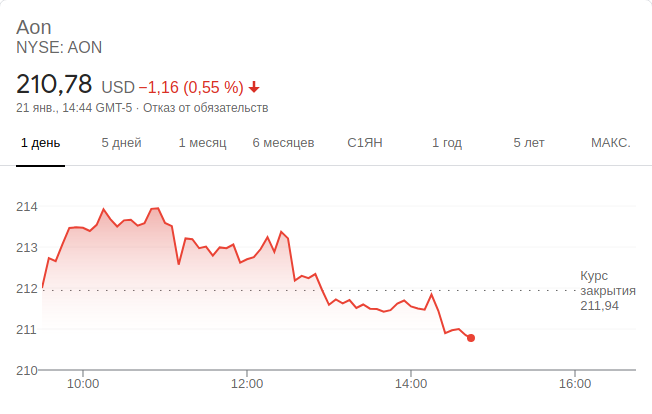 Aon
NYSE: AON
210,78 USD −1,16 (0,55 %)
21 янв., 14:44 GMT-5 · Отказ от обязательств
1 день 5 дней 1 месяц 6 месяцев С1ЯН 1 год 5 лет МАКС.
214
213
212
211
210
Курс
закрытия
211,94
10:00 12:00 14:00 16:00